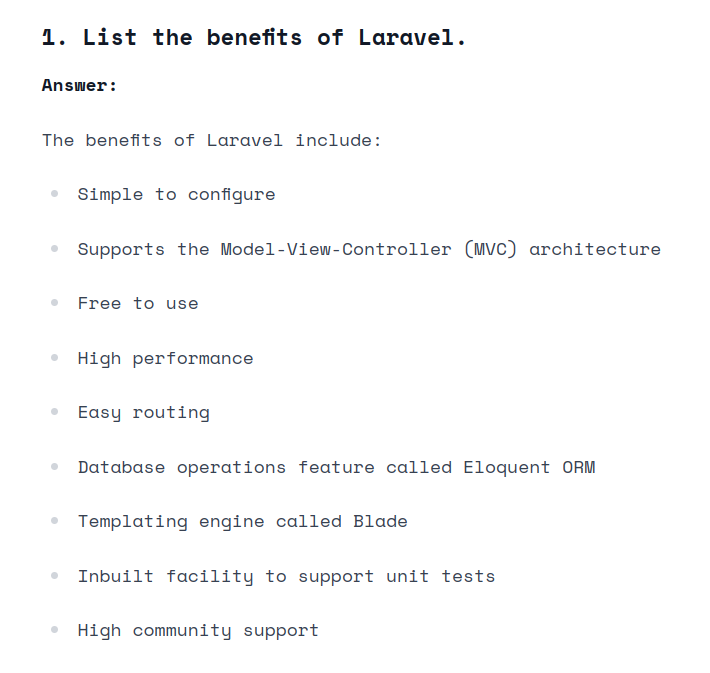 1. List the benefits of Laravel.
Answer:
The benefits of Laravel include:
Simple to configure
Supports the Model-View-Controller (MVC) architecture
Free to use
High performance
Easy routing
Database operations feature called Eloquent ORM
Templating engine called Blade
Inbuilt facility to support unit tests
High community support